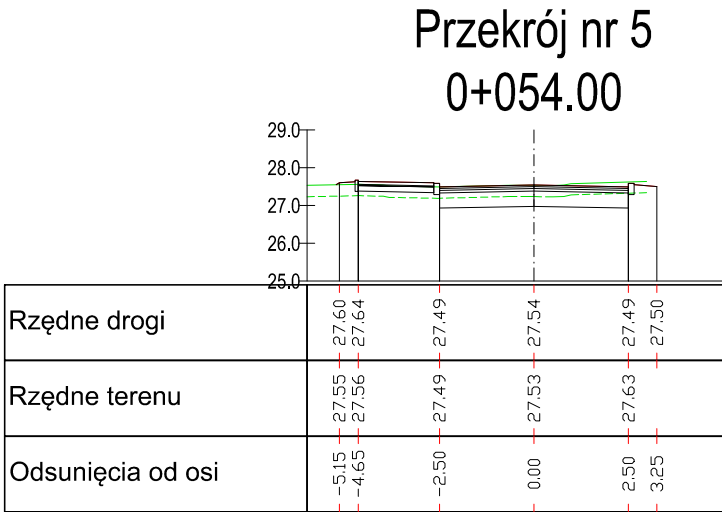 Przekrój nr 5
0+054.00
29.0
28.0
27.0
26.0
25.0
Rzędne drogi 27.60 27.64 27.49 27.54 27.49 27.50
Rzędne terenu 27.55 27.56 27.49 27.53 27.63
Odsunięcia od osi -5.15 -4.65 -2.50 0.00 2.50 3.25